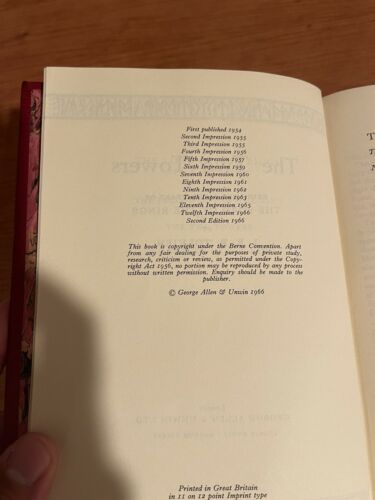 First published 1954
Second Impression 1955
Third Impression 1955
Fourth Impression 1956
Fifth Impression 1957
Sixth Impression 1959
Seventh Impression 1960
Eighth Impression 1961
Ninth Impression 1962
Tenth Impression 1963
Eleventh Impression 1965
Twelfth Impression 1966
Second Edition 1966
This book is copyright under the Berne Convention. Apart
from any fair dealing for the purposes of private study,
research, criticism or review, as permitted under the Copy-
right Act 1956, no portion may be reproduced by any process
without written permission. Enquiry should be made to the
publisher.
© George Allen & Unwin 1966
Printed in Great Britain
in 11 on 12 point Imprint type